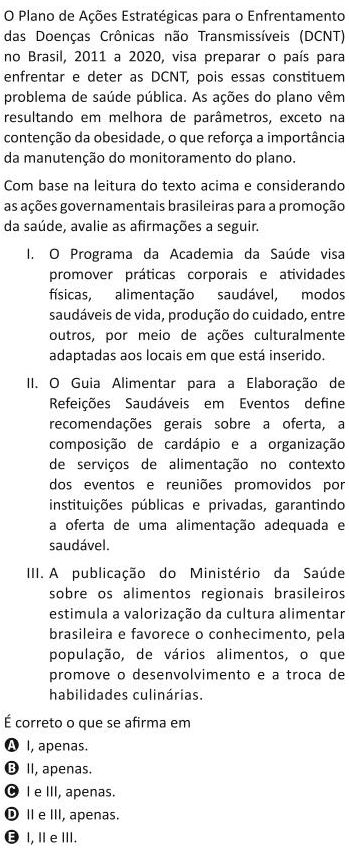 O Plano de Ações Estratégicas para o Enfrentamento
das Doenças Crônicas não Transmissíveis (DCNT)
no Brasil, 2011 a 2020, visa preparar o país para
enfrentar e deter as DCNT, pois essas constituem
problema de saúde pública. As ações do plano vêm
resultando em melhora de parâmetros, exceto na
contenção da obesidade, o que reforça a importância
da manutenção do monitoramento do plano.
Com base na leitura do texto acima e considerando
as ações governamentais brasileiras para a promoção
da saúde, avalie as afirmações a seguir.
I. O Programa da Academia da Saúde visa
promover práticas corporais e atividades
físicas, alimentação saudável, modos
saudáveis de vida, produção do cuidado, entre
outros, por meio de ações culturalmente
adaptadas aos locais em que está inserido.
II. O Guia Alimentar para a Elaboração de
Refeições Saudáveis em Eventos define
recomendações gerais sobre a oferta, a
composição de cardápio e a organização
de serviços de alimentação no contexto
dos eventos e reuniões promovidos por
instituições públicas e privadas, garantindo
a oferta de uma alimentação adequada e
saudável.
III. A publicação do Ministério da Saúde
sobre os alimentos regionais brasileiros
estimula a valorização da cultura alimentar
brasileira e favorece o conhecimento, pela
população, de vários alimentos, o que
promove o desenvolvimento e a troca de
habilidades culinárias.
É correto o que se afirma em
A I, apenas.
B II, apenas.
C I e III, apenas.
D II e III, apenas.
E I, II e III.